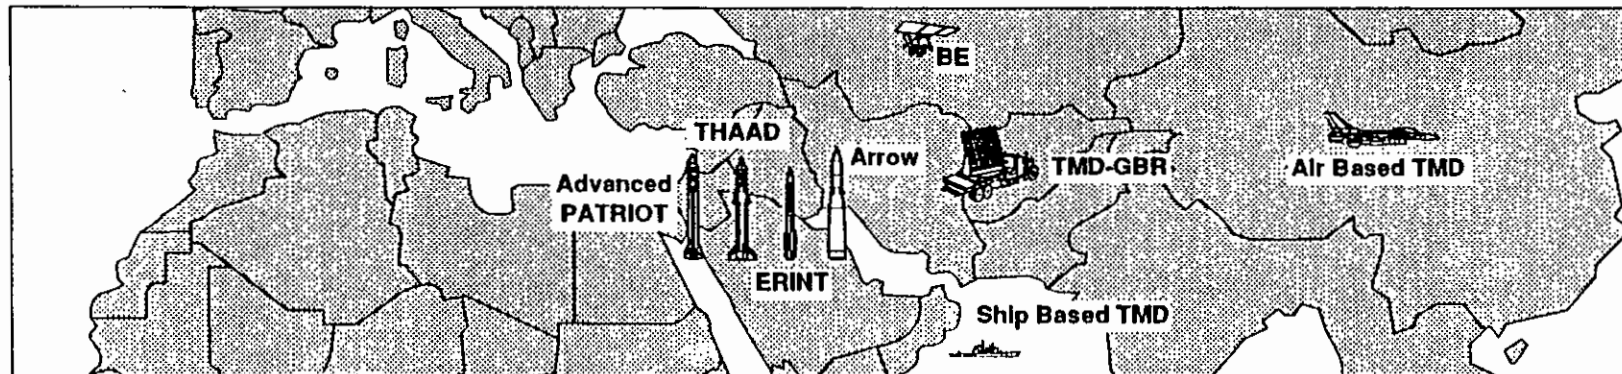 BE
THAAD
Arrow
TMD-GBR
Air Based TMD
Advanced
PATRIOT
ERINT
Ship Based TMD